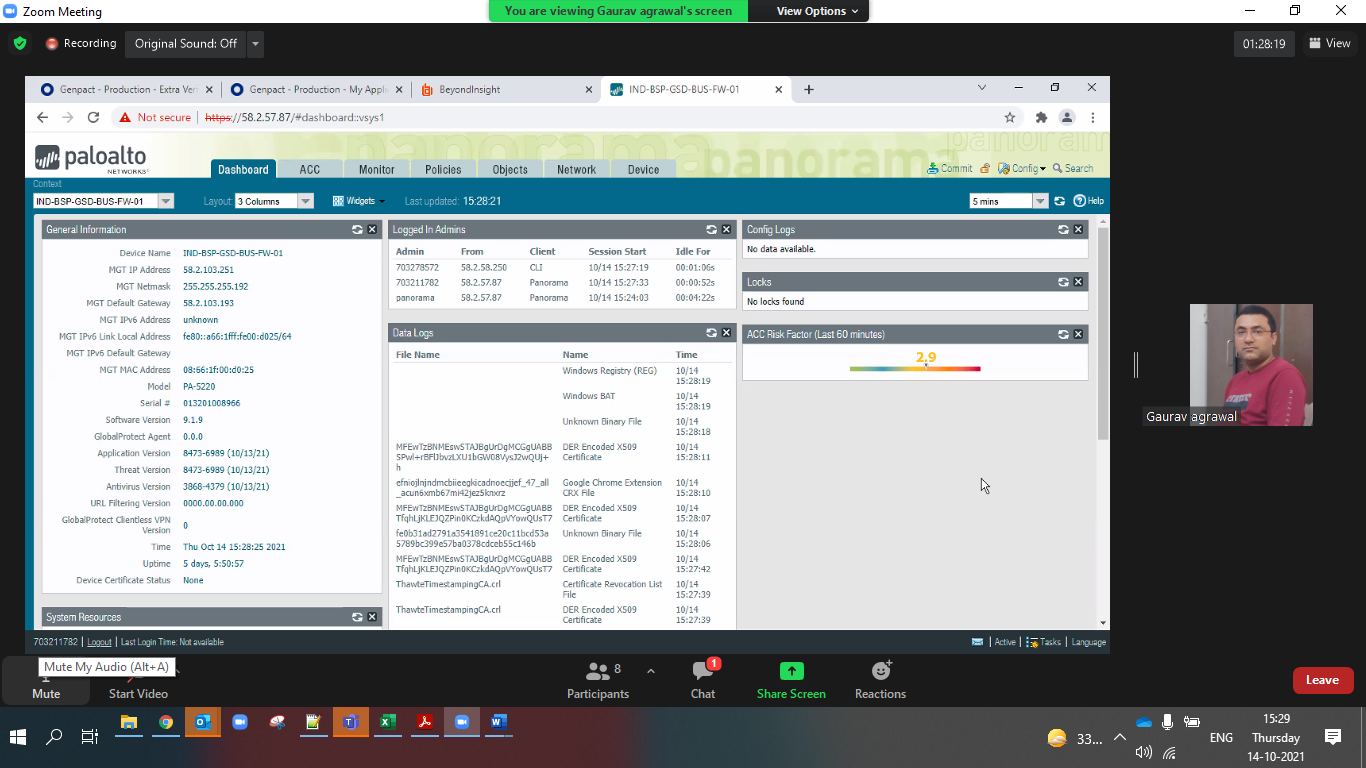 Zoom Meeting
You are viewing Gaurav agrawal's screen
View Options
Recording
Original Sound: Off
01:28:19
View
Genpact - Production - Extra Ver
Genpact - Production - My Appli
BeyondInsight
IND-BSP-GSD-BUS-FW-01
Not secure
https://58.2.57.87/#dashboard::vsys1
paloalto
NETWORKS
panorama
Dashboard
ACC
Monitor
Policies
Objects
Network
Device
Commit
Config
Search
Context
IND-BSP-GSD-BUS-FW-01
Layout: 3 Columns
Widgets
Last updated: 15:28:21
5 mins
Help
General Information
Device Name IND-BSP-GSD-BUS-FW-01
MGT IP Address 58.2.103.251
MGT Netmask 255.255.255.192
MGT Default Gateway 58.2.103.193
MGT IPv6 Address unknown
MGT IPv6 Link Local Address fe80::a66:1fff:fe00:d025/64
MGT IPv6 Default Gateway
MGT MAC Address 08:66:1f:00:d0:25
Model PA-5220
Serial # 013201008966
Software Version 9.1.9
GlobalProtect Agent 0.0.0
Application Version 8473-6989 (10/13/21)
Threat Version 8473-6989 (10/13/21)
Antivirus Version 3868-4379 (10/13/21)
URL Filtering Version 0000.00.00.000
GlobalProtect Clientless VPN
Version 0
Time Thu Oct 14 15:28:25 2021
Uptime 5 days, 5:50:57
Device Certificate Status None
System Resources
Logged In Admins
Admin From Client Session Start Idle For
703278572 58.2.58.250 CLI 10/14 15:27:19 00:01:06s
703211782 58.2.57.87 Panorama 10/14 15:27:33 00:00:52s
panorama 58.2.57.87 Panorama 10/14 15:24:03 00:04:22s
Data Logs
File Name Name Time
Windows Registry (REG) 10/14
15:28:19
Windows BAT 10/14
15:28:19
Unknown Binary File 10/14
15:28:18
MFEwTzBNMEswSTAJBgUrDgMCGgUABB DER Encoded X509 10/14
SPwl+rBFlJbvzLXU1bGW08VysJ2wQUj+ Certificate 15:28:11
h
efniojlnjndmcbiieegkicadnoecjjef_47_all Google Chrome Extension 10/14
_acun6xmb67mi42jez5knxrz CRX File 15:28:10
MFEwTzBNMEswSTAJBgUrDgMCGgUABB DER Encoded X509 10/14
TfqhLjKLEJQZPin0KCzkdAQpVYowQUsT7 Certificate 15:28:07
fe0b31ad2791a3541891ce20c11bcd53a Unknown Binary File 10/14
5789bc399e57ba0378cdceb55c146b 15:28:06
MFEwTzBNMEswSTAJBgUrDgMCGgUABB DER Encoded X509 10/14
TfqhLjKLEJQZPin0KCzkdAQpVYowQUsT7 Certificate 15:27:42
ThawteTimestampingCA.crl Certificate Revocation List 10/14
File 15:27:39
ThawteTimestampingCA.crl DER Encoded X509 10/14
Certificate 15:27:39
Config Logs
No data available.
Locks
No locks found
ACC Risk Factor (Last 60 minutes)
2.9
Gaurav agrawal
703211782 | Logout | Last Login Time: Not available
Active | Tasks | Language
Mute My Audio (Alt+A)
Mute
Start Video
Participants
8
Chat
1
Share Screen
Reactions
Leave
33...
ENG
15:29
Thursday
14-10-2021